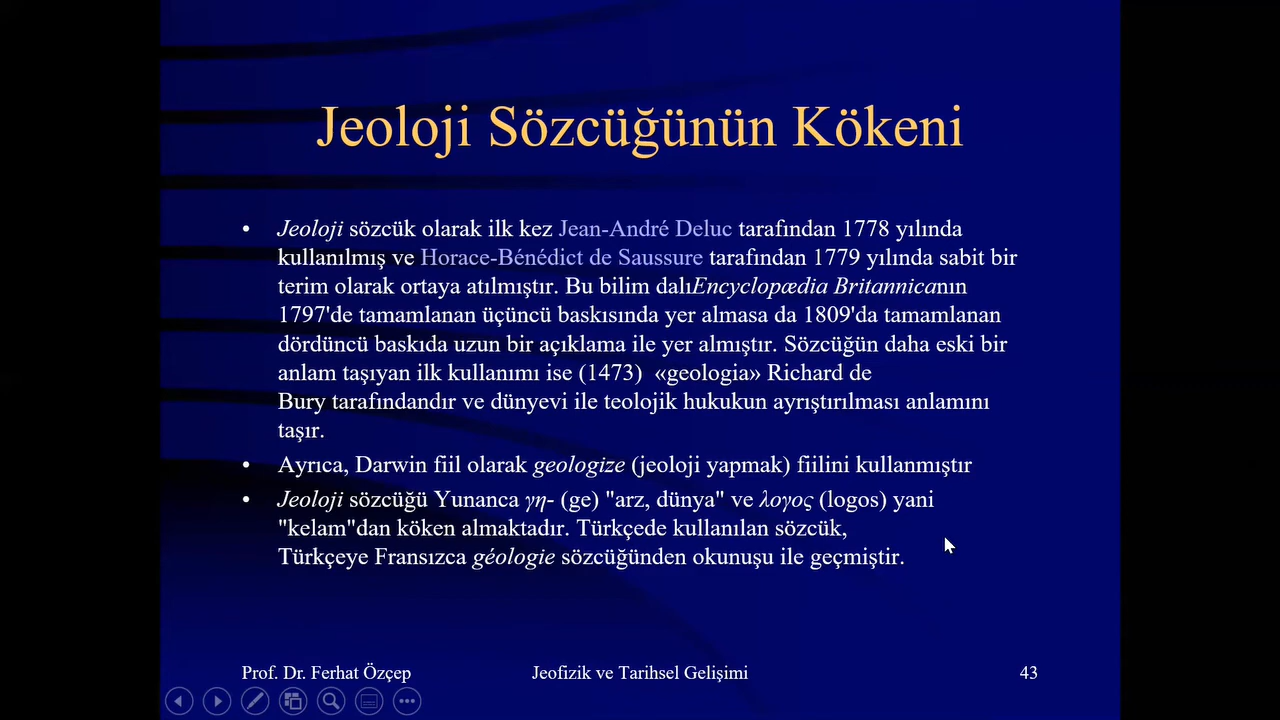 Jeoloji Sözcüğünün Kökeni
• Jeoloji sözcük olarak ilk kez Jean-André Deluc tarafından 1778 yılında
kullanılmış ve Horace-Bénédict de Saussure tarafından 1779 yılında sabit bir
terim olarak ortaya atılmıştır. Bu bilim dalıEncyclopædia Britannicanın
1797'de tamamlanan üçüncü baskısında yer almasa da 1809'da tamamlanan
dördüncü baskıda uzun bir açıklama ile yer almıştır. Sözcüğün daha eski bir
anlam taşıyan ilk kullanımı ise (1473) «geologia» Richard de
Bury tarafındandır ve dünyevi ile teolojik hukukun ayrıştırılması anlamını
taşır.
• Ayrıca, Darwin fiil olarak geologize (jeoloji yapmak) fiilini kullanmıştır
• Jeoloji sözcüğü Yunanca γη- (ge) "arz, dünya" ve λογος (logos) yani
"kelam"dan köken almaktadır. Türkçede kullanılan sözcük,
Türkçeye Fransızca géologie sözcüğünden okunuşu ile geçmiştir.
Prof. Dr. Ferhat Özçep
Jeofizik ve Tarihsel Gelişimi
43